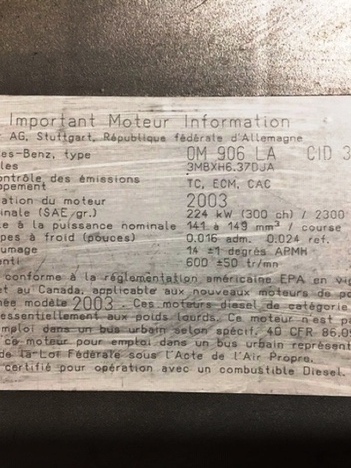 Important Moteur Information
AG, Stuttgart, République fédérale d'Allemagne
es-Benz, type OM 906 LA CID 3
les 3MBXH6.37DJA
ontrôle des émissions
ppement TC, ECM, CAC
ation du moteur 2003
inale (SAE/gr.) 224 kW (300 ch) / 2300
e à la puissance nominale 141 à 149 mm³ / course
pes à froid (pouces) 0.016 adm. 0.024 ref.
umage 14 ±1 degrés APMH
anti 600 ±50 tr/mn
conforme à la réglementation américaine EPA en vig
et au Canada, applicable aux nouveaux moteurs de po
née modèle 2003. Ces moteurs diesel de catégorie
essentiellement aux poids lourds. Ce moteur n'est p
mploi dans un bus urbain selon spécif. 40 CFR 86.0
ce moteur pour emploi dans un bus urbain représent
de la Loi Fédérale sous l'Acte de l'Air Propre.
certifié pour opération avec un combustible Diesel.